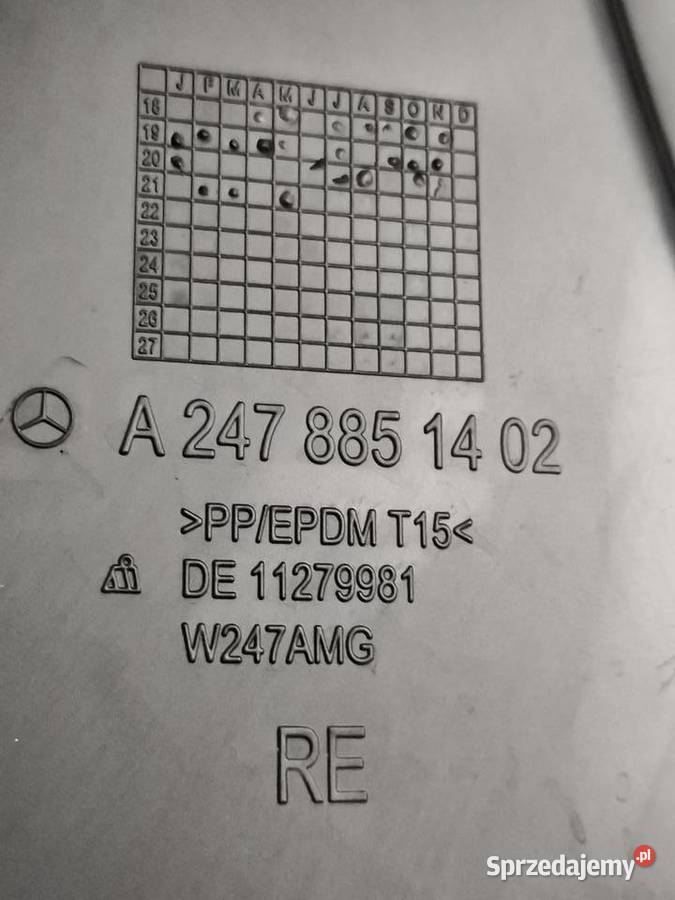 J F M A M J J A S O N D
18
19
20
21
22
23
24
25
26
27
A 247 885 14 02
>PP/EPDM T15<
DE 11279981
W247AMG
RE
Sprzedajemy.pl